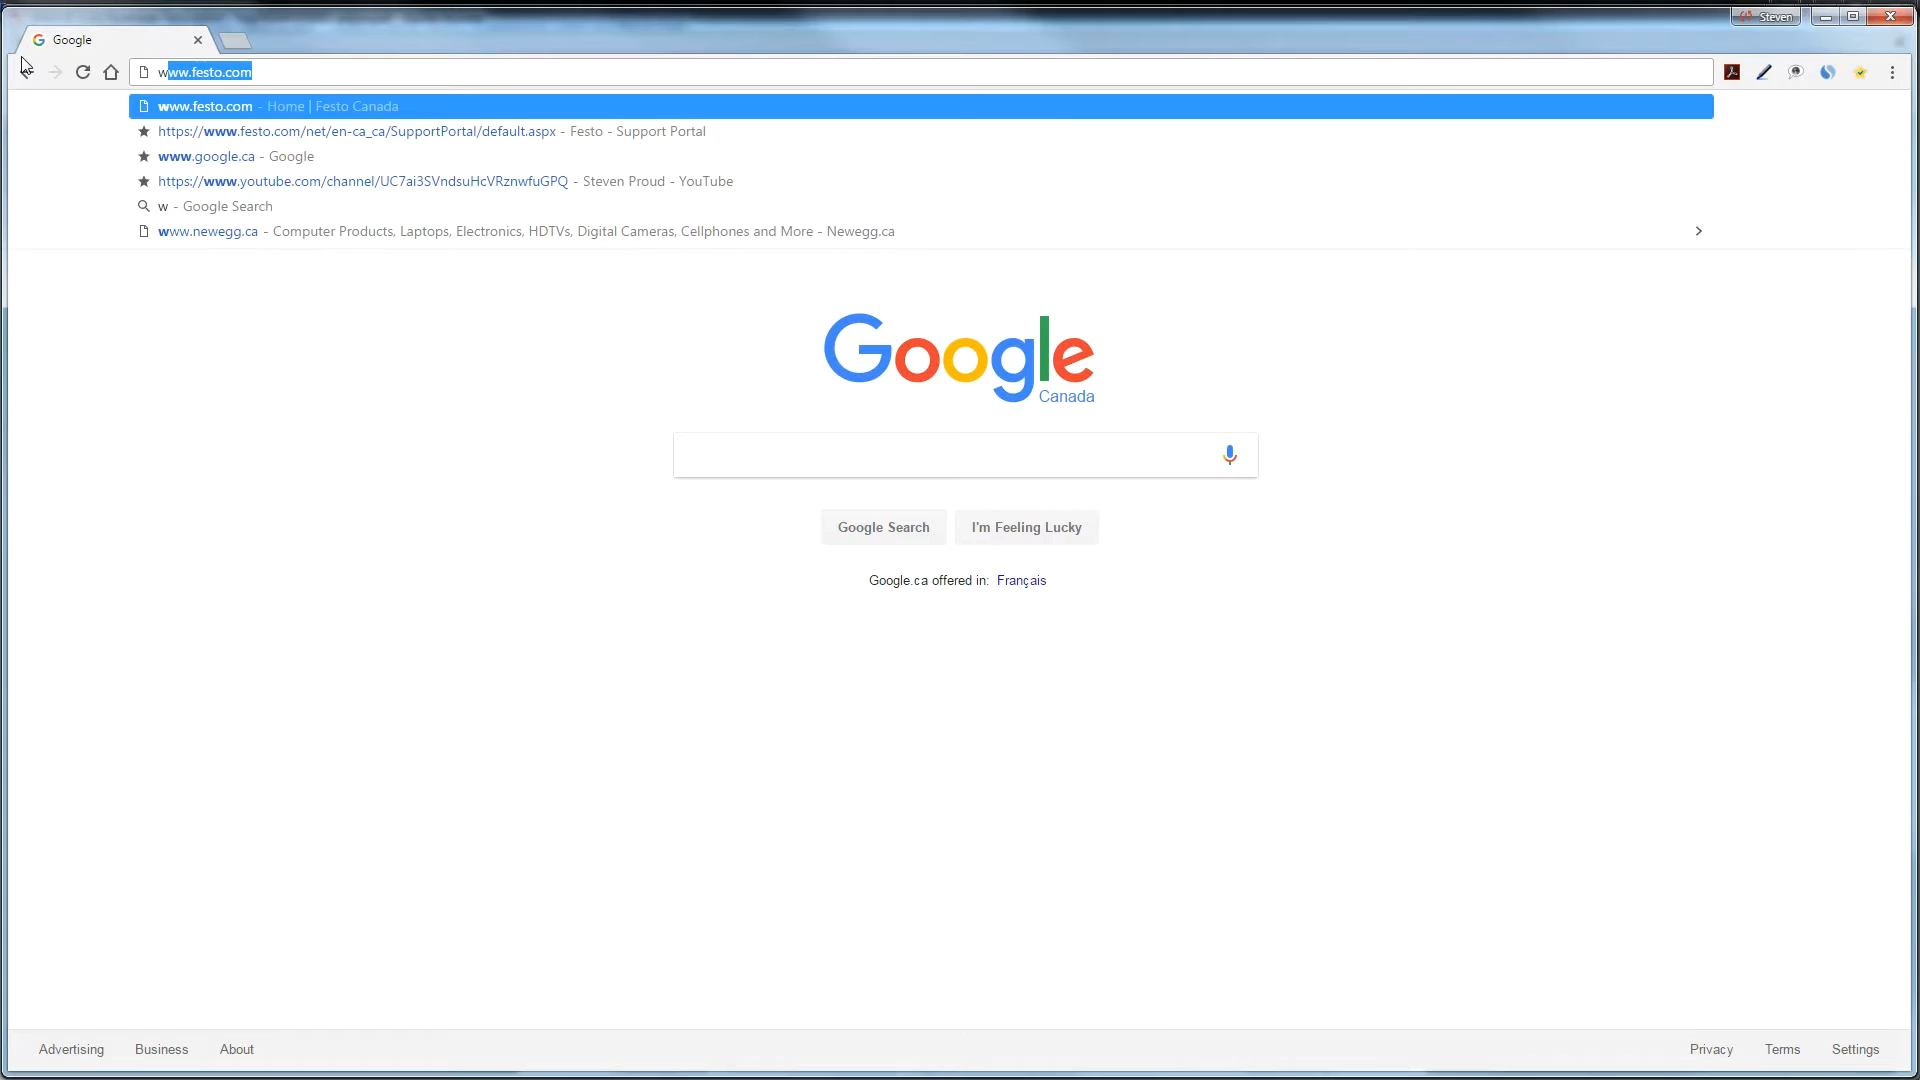 Steven
Google
www.festo.com
www.festo.com - Home | Festo Canada
https://www.festo.com/net/en-ca_ca/SupportPortal/default.aspx - Festo - Support Portal
www.google.ca - Google
https://www.youtube.com/channel/UC7ai3SVndsuHcVRznwfuGPQ - Steven Proud - YouTube
w - Google Search
www.newegg.ca - Computer Products, Laptops, Electronics, HDTVs, Digital Cameras, Cellphones and More - Newegg.ca
Google
Canada
Google Search I'm Feeling Lucky
Google.ca offered in: Français
Advertising Business About Privacy Terms Settings